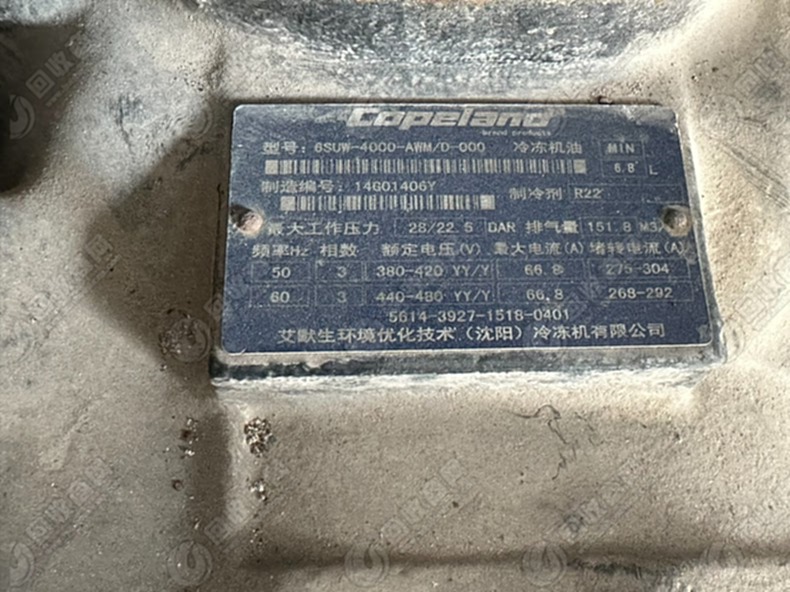 Copeland
brand products
型号: 6SUW-4000-AWM/D-000 冷冻机油 MIN
6.8 L
制造编号: 14G01406Y 制冷剂 R22
最大工作压力 28/22.5 BAR 排气量 151.8 M3/
频率Hz 相数 额定电压(V) 最大电流(A) 堵转电流(A)
50 3 380-420 YY/Y 66.8 275-304
60 3 440-480 YY/Y 66.8 268-292
5614-3927-1518-0401
艾默生环境优化技术(沈阳)冷冻机有限公司
回收商网